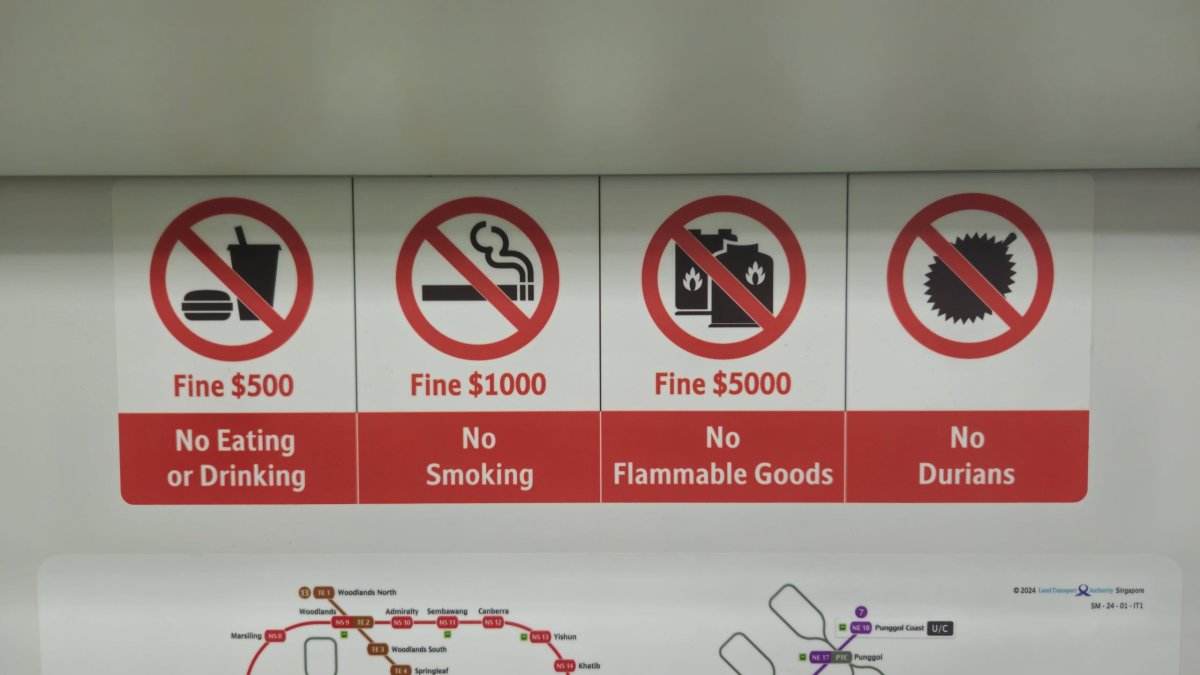 Fine $500
No Eating
or Drinking
Fine $1000
No
Smoking
Fine $5000
No
Flammable Goods
No
Durians
© 2024 Land Transport Authority Singapore
SM - 24 - 01 - IT1
13 TE 1 Woodlands North
Woodlands
NS 9 TE 2
Admiralty
NS 10
Sembawang
NS 11
Canberra
NS 12
Marsiling NS 8
NS 13 Yishun
TE 3 Woodlands South
NS 14 Khatib
TE 4 Springleaf
7
NE 18 Punggol Coast U/C
NE 17 PTC Punggol